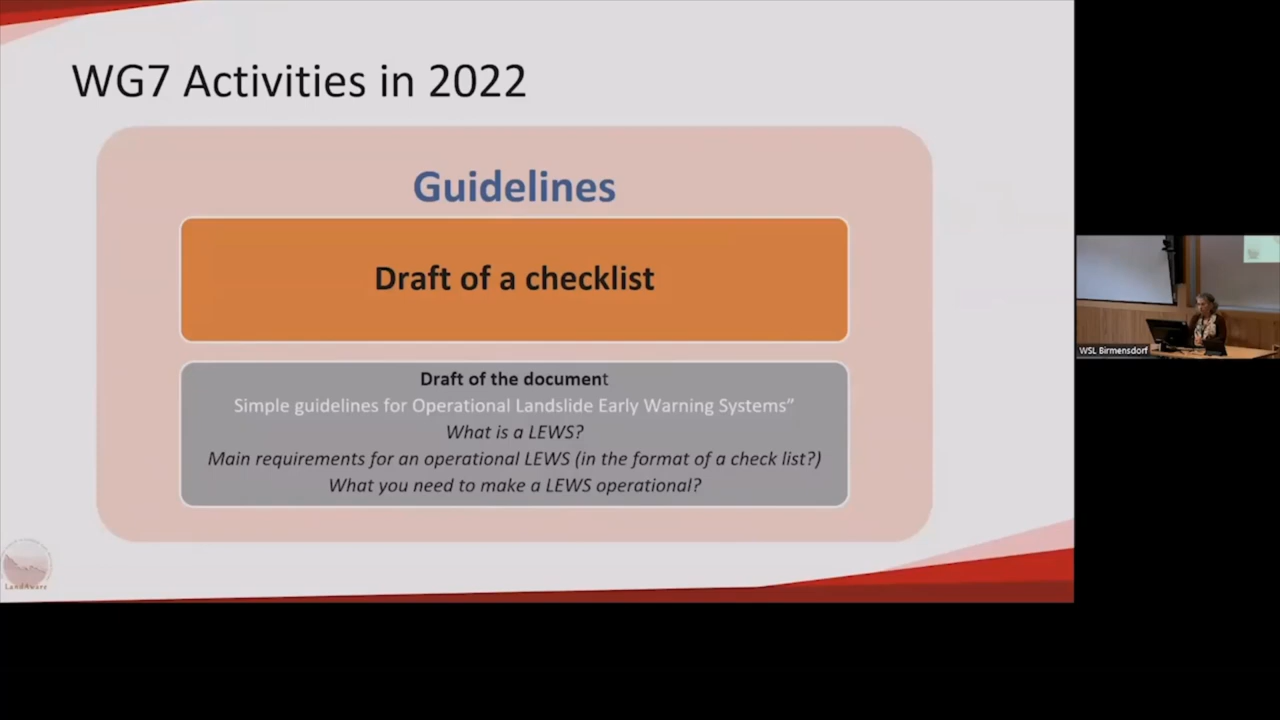 WG7 Activities in 2022
Guidelines
Draft of a checklist
Draft of the document
Simple guidelines for Operational Landslide Early Warning Systems”
What is a LEWS?
Main requirements for an operational LEWS (in the format of a check list?)
What you need to make a LEWS operational?
LandAware
WSL Birmensdorf